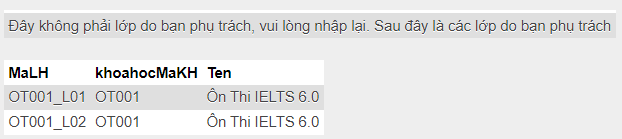 Đây không phải lớp do bạn phụ trách, vui lòng nhập lại. Sau đây là các lớp do bạn phụ trách
MaLH khoahocMaKH Ten
OT001_L01 OT001 Ôn Thi IELTS 6.0
OT001_L02 OT001 Ôn Thi IELTS 6.0